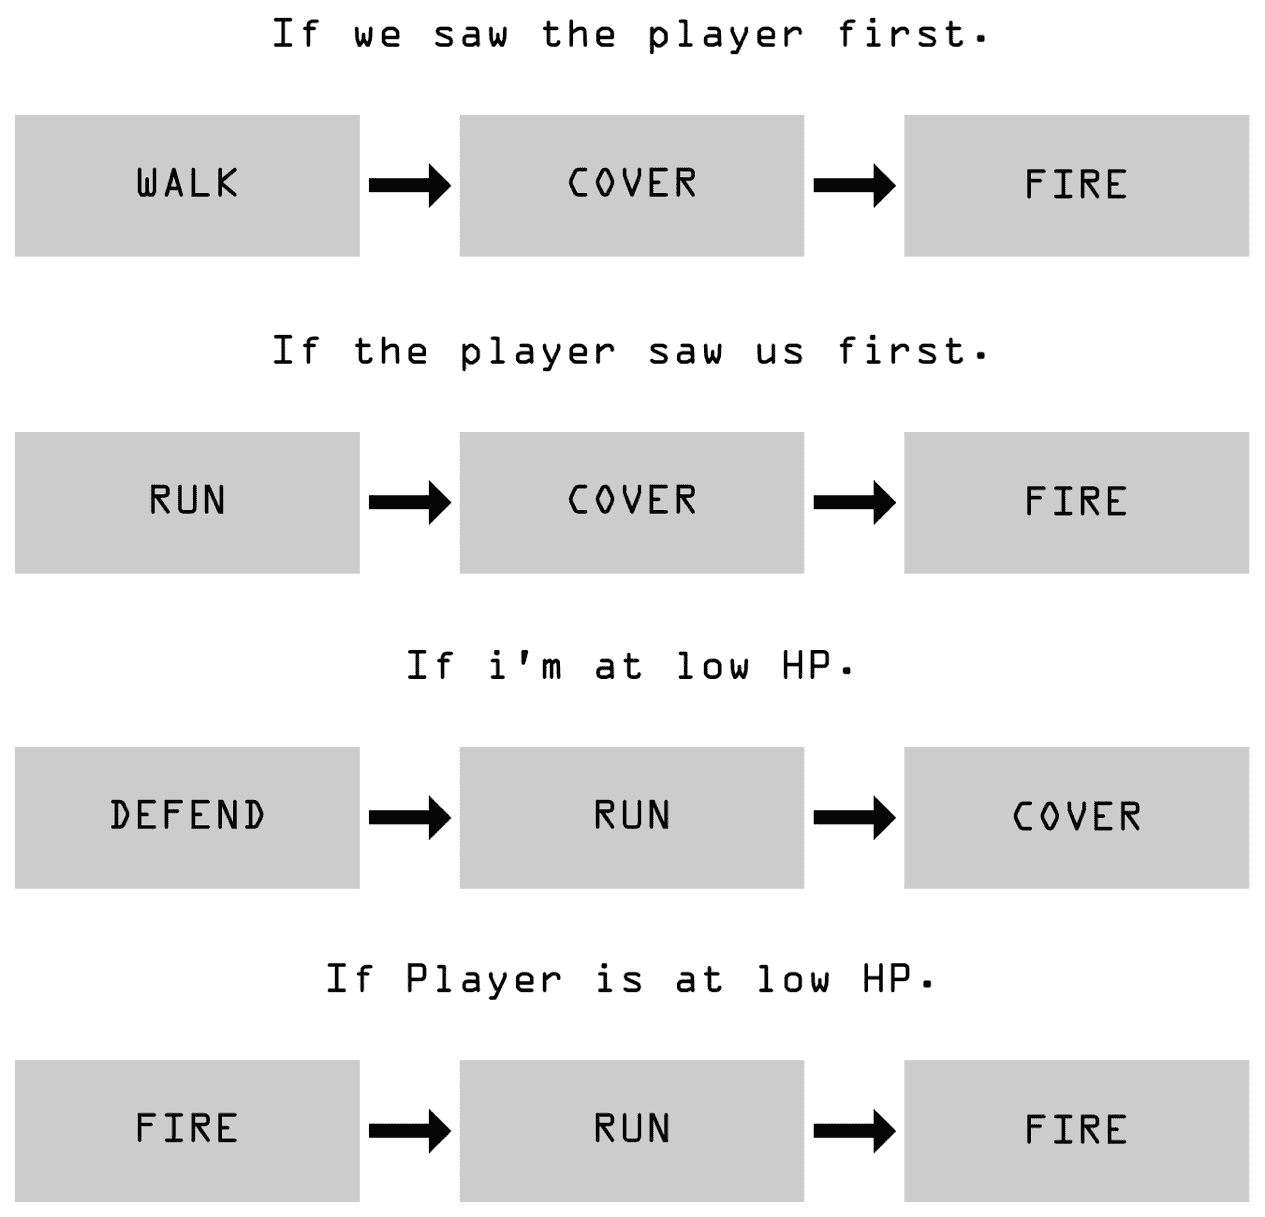 If we saw the player first.
WALK COVER FIRE
If the player saw us first.
RUN COVER FIRE
If i'm at low HP.
DEFEND RUN COVER
If Player is at low HP.
FIRE RUN FIRE